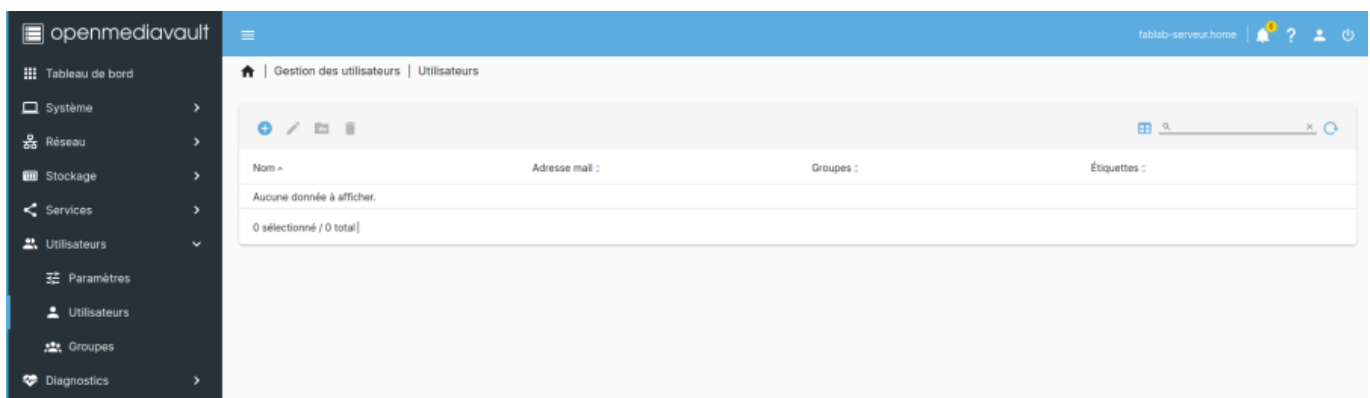 openmediavault
fablab-serveur.home
6
?
Tableau de bord
Gestion des utilisateurs | Utilisateurs
Système
Réseau
Nom
Adresse mail
Groupes
Étiquettes
Stockage
Aucune donnée à afficher.
Services
0 sélectionné / 0 total
Utilisateurs
Paramètres
Utilisateurs
Groupes
Diagnostics